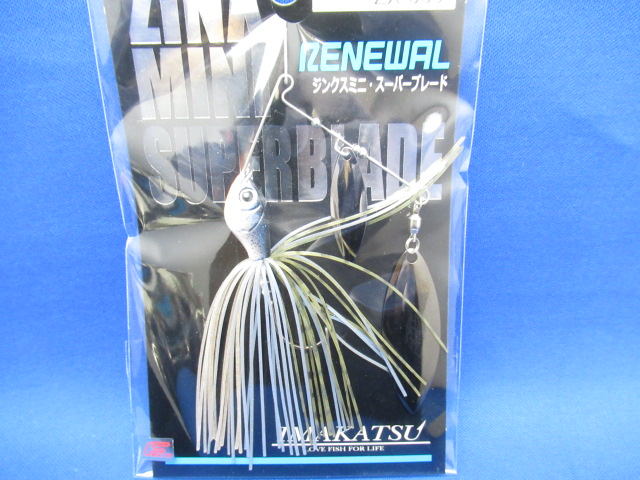 RENEWAL
ジンクスミニ・スーパーブレード
MINI
SUPERBLADE
IMAKATSU
LOVE FISH FOR LIFE